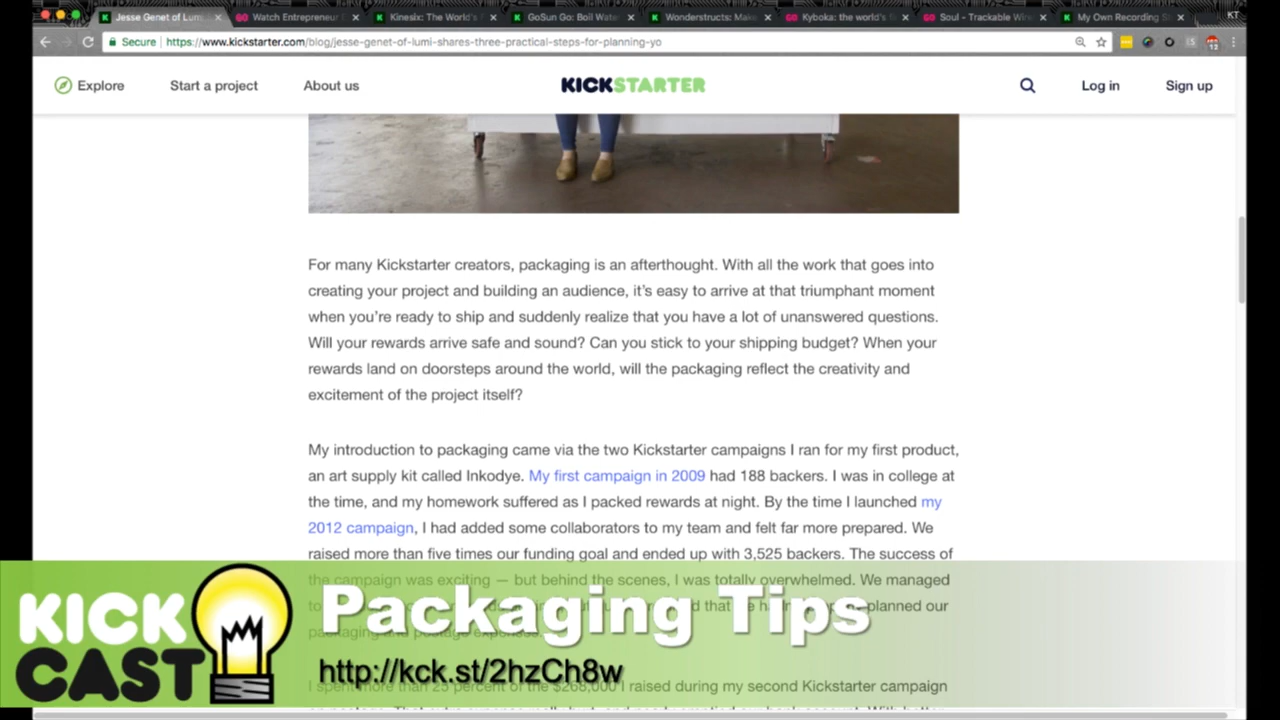 Jesse Genet of Lumi
Watch Entrepreneur
Kinesix: The World's
GoSun Go: Boil Water
Wonderstructs: Make
Kyboka: the world's
Soul - Trackable Wire
My Own Recording St
KT
Secure https://www.kickstarter.com/blog/jesse-genet-of-lumi-shares-three-practical-steps-for-planning-yo
Explore Start a project About us KICKSTARTER Log in Sign up
For many Kickstarter creators, packaging is an afterthought. With all the work that goes into
creating your project and building an audience, it's easy to arrive at that triumphant moment
when you're ready to ship and suddenly realize that you have a lot of unanswered questions.
Will your rewards arrive safe and sound? Can you stick to your shipping budget? When your
rewards land on doorsteps around the world, will the packaging reflect the creativity and
excitement of the project itself?
My introduction to packaging came via the two Kickstarter campaigns I ran for my first product,
an art supply kit called Inkodye. My first campaign in 2009 had 188 backers. I was in college at
the time, and my homework suffered as I packed rewards at night. By the time I launched my
2012 campaign, I had added some collaborators to my team and felt far more prepared. We
raised more than five times our funding goal and ended up with 3,525 backers. The success of
the campaign was exciting — but behind the scenes, I was totally overwhelmed. We managed
planned our
packaging and postage expenses.
I spent more than 25 percent of the $268,000 I raised during my second Kickstarter campaign
KICK
CAST
Packaging Tips
http://kck.st/2hzCh8w